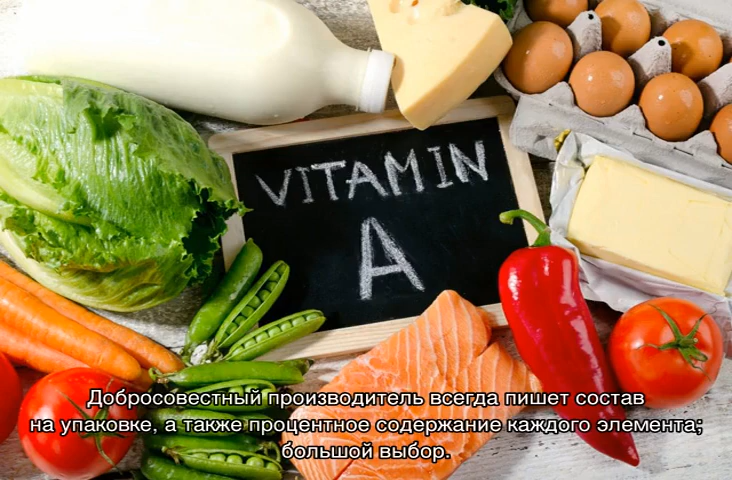 VITAMIN
A
Добросовестный производитель всегда пишет состав
на упаковке, а также процентное содержание каждого элемента;
большой выбор.